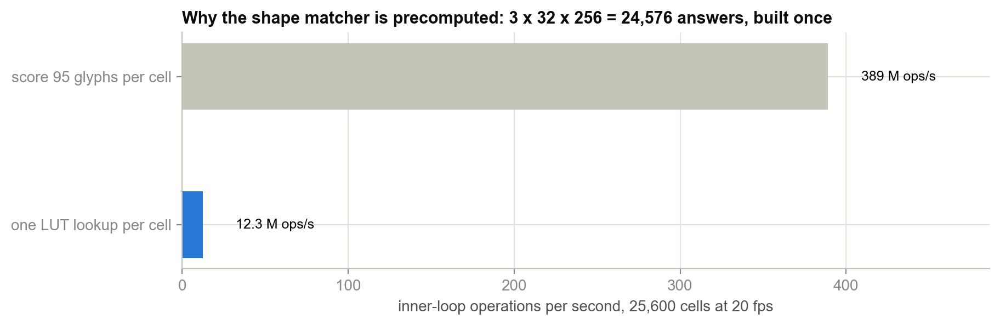 Why the shape matcher is precomputed: 3 x 32 x 256 = 24,576 answers, built once
score 95 glyphs per cell
389 M ops/s
one LUT lookup per cell
12.3 M ops/s
0 100 200 300 400
inner-loop operations per second, 25,600 cells at 20 fps